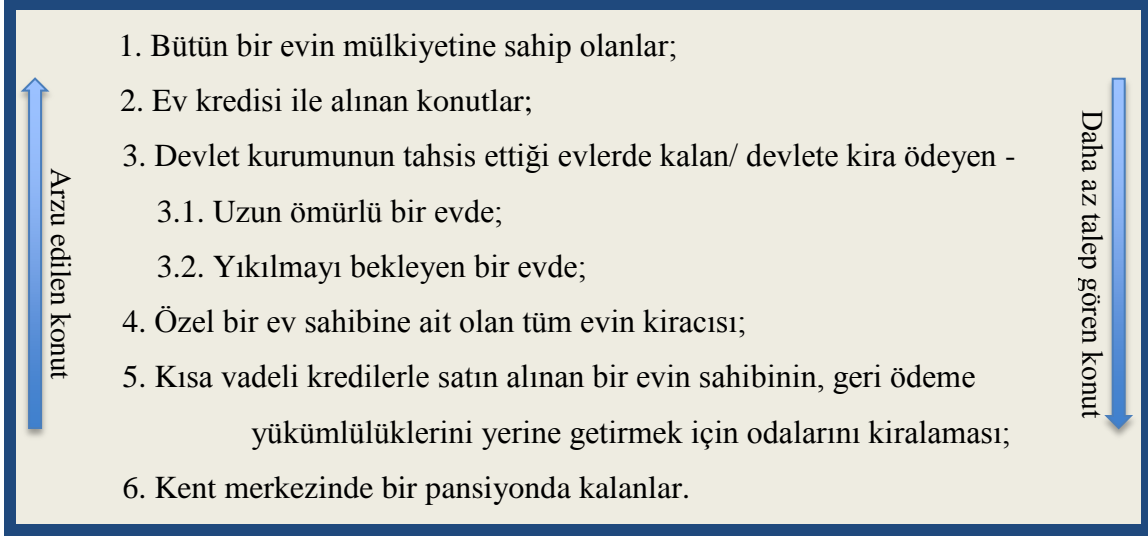 1. Bütün bir evin mülkiyetine sahip olanlar;
2. Ev kredisi ile alınan konutlar;
3. Devlet kurumunun tahsis ettiği evlerde kalan/ devlete kira ödeyen -
3.1. Uzun ömürlü bir evde;
3.2. Yıkılmayı bekleyen bir evde;
4. Özel bir ev sahibine ait olan tüm evin kiracısı;
5. Kısa vadeli kredilerle satın alınan bir evin sahibinin, geri ödeme
yükümlülüklerini yerine getirmek için odalarını kiralaması;
6. Kent merkezinde bir pansiyonda kalanlar.
Arzu edilen konut
Daha az talep gören konut